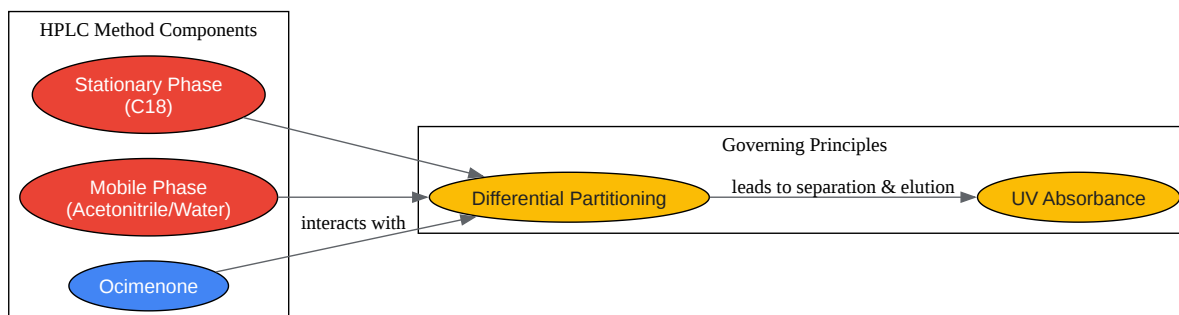 HPLC Method Components
Stationary Phase
(C18)
Mobile Phase
(Acetonitrile/Water)
Ocimenone
interacts with
Governing Principles
Differential Partitioning
leads to separation & elution
UV Absorbance